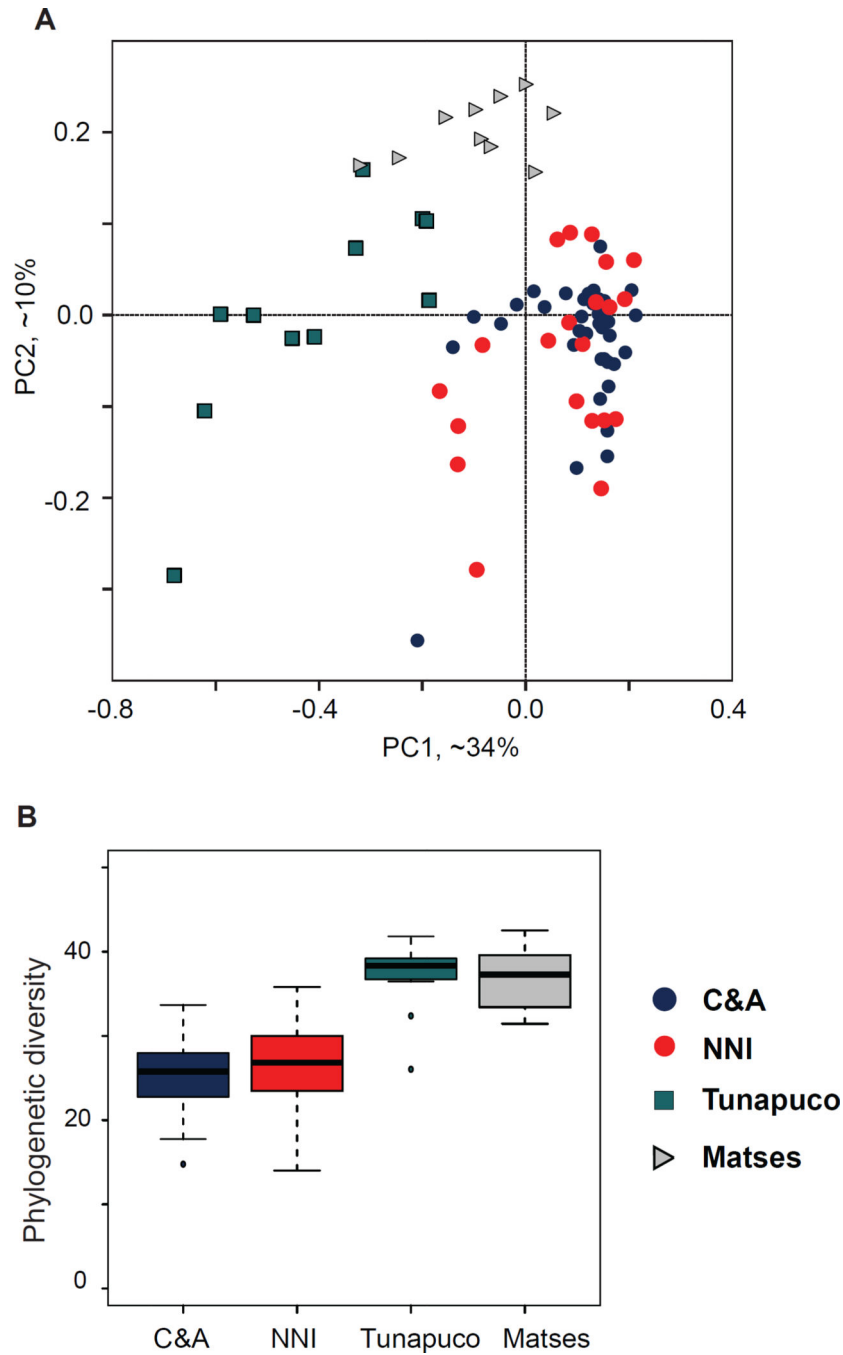 A
0.2
0.0
-0.2
PC2, ~10%
-0.8 -0.4 0.0 0.4
PC1, ~34%
B
40
20
0
Phylogenetic diversity
C&A NNI Tunapuco Matses
C&A
NNI
Tunapuco
Matses